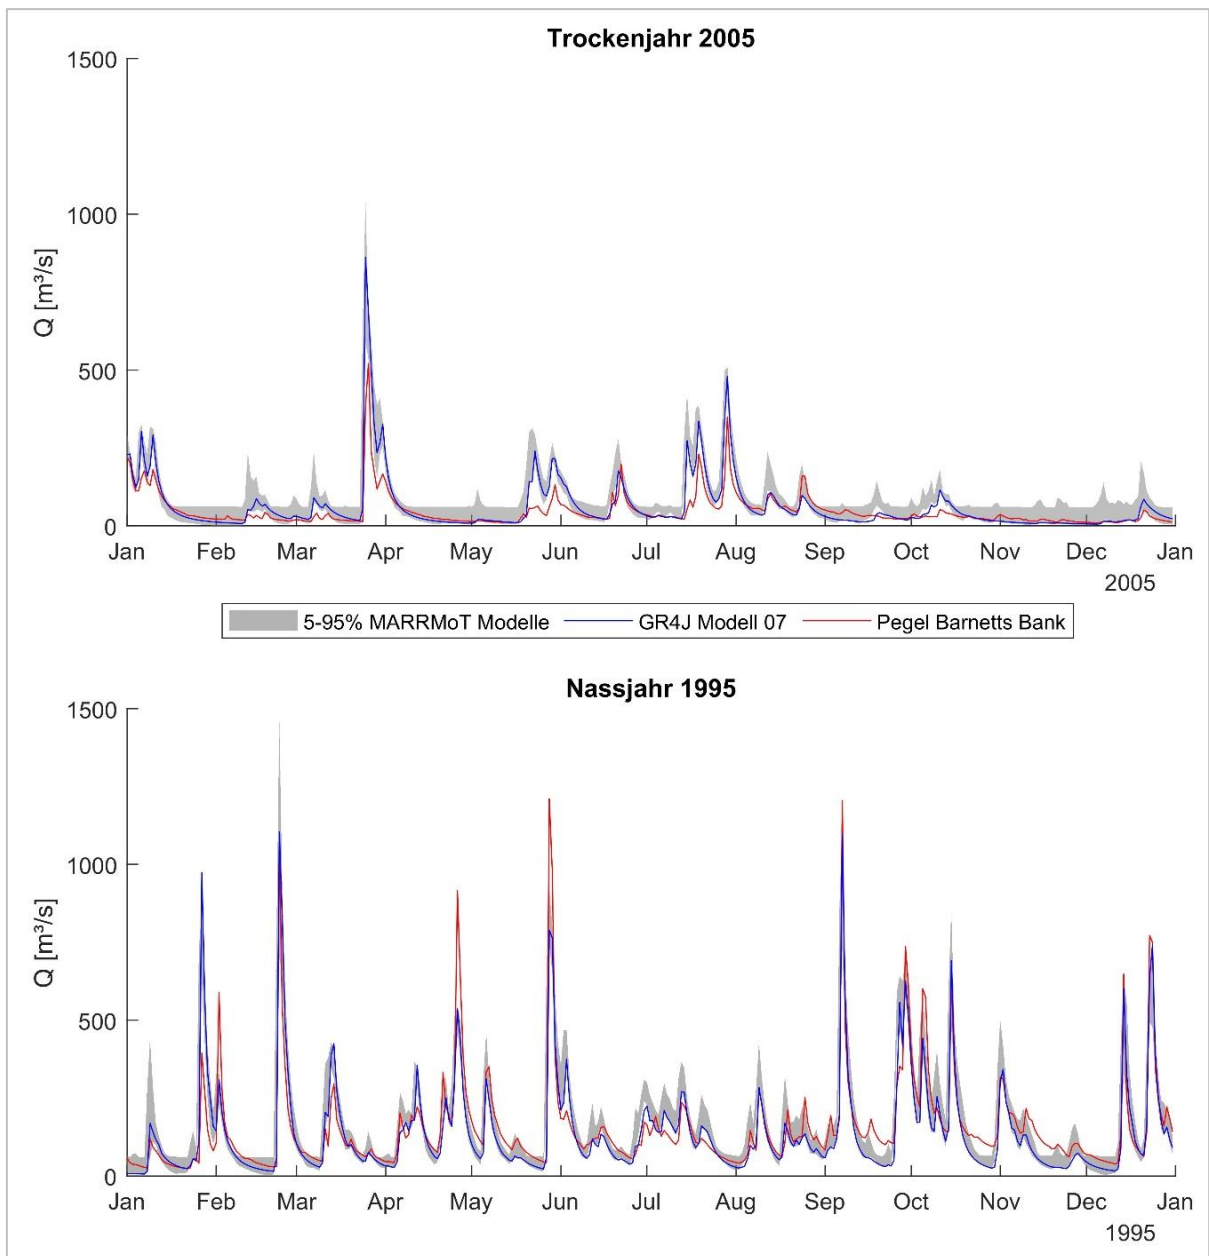 Trockenjahr 2005
1500
1000
500
0
Q [m³/s]
Jan Feb Mar Apr May Jun Jul Aug Sep Oct Nov Dec Jan
2005
5-95% MARRMoT Modelle GR4J Modell 07 Pegel Barnetts Bank
Nassjahr 1995
1500
1000
500
0
Q [m³/s]
Jan Feb Mar Apr May Jun Jul Aug Sep Oct Nov Dec Jan
1995